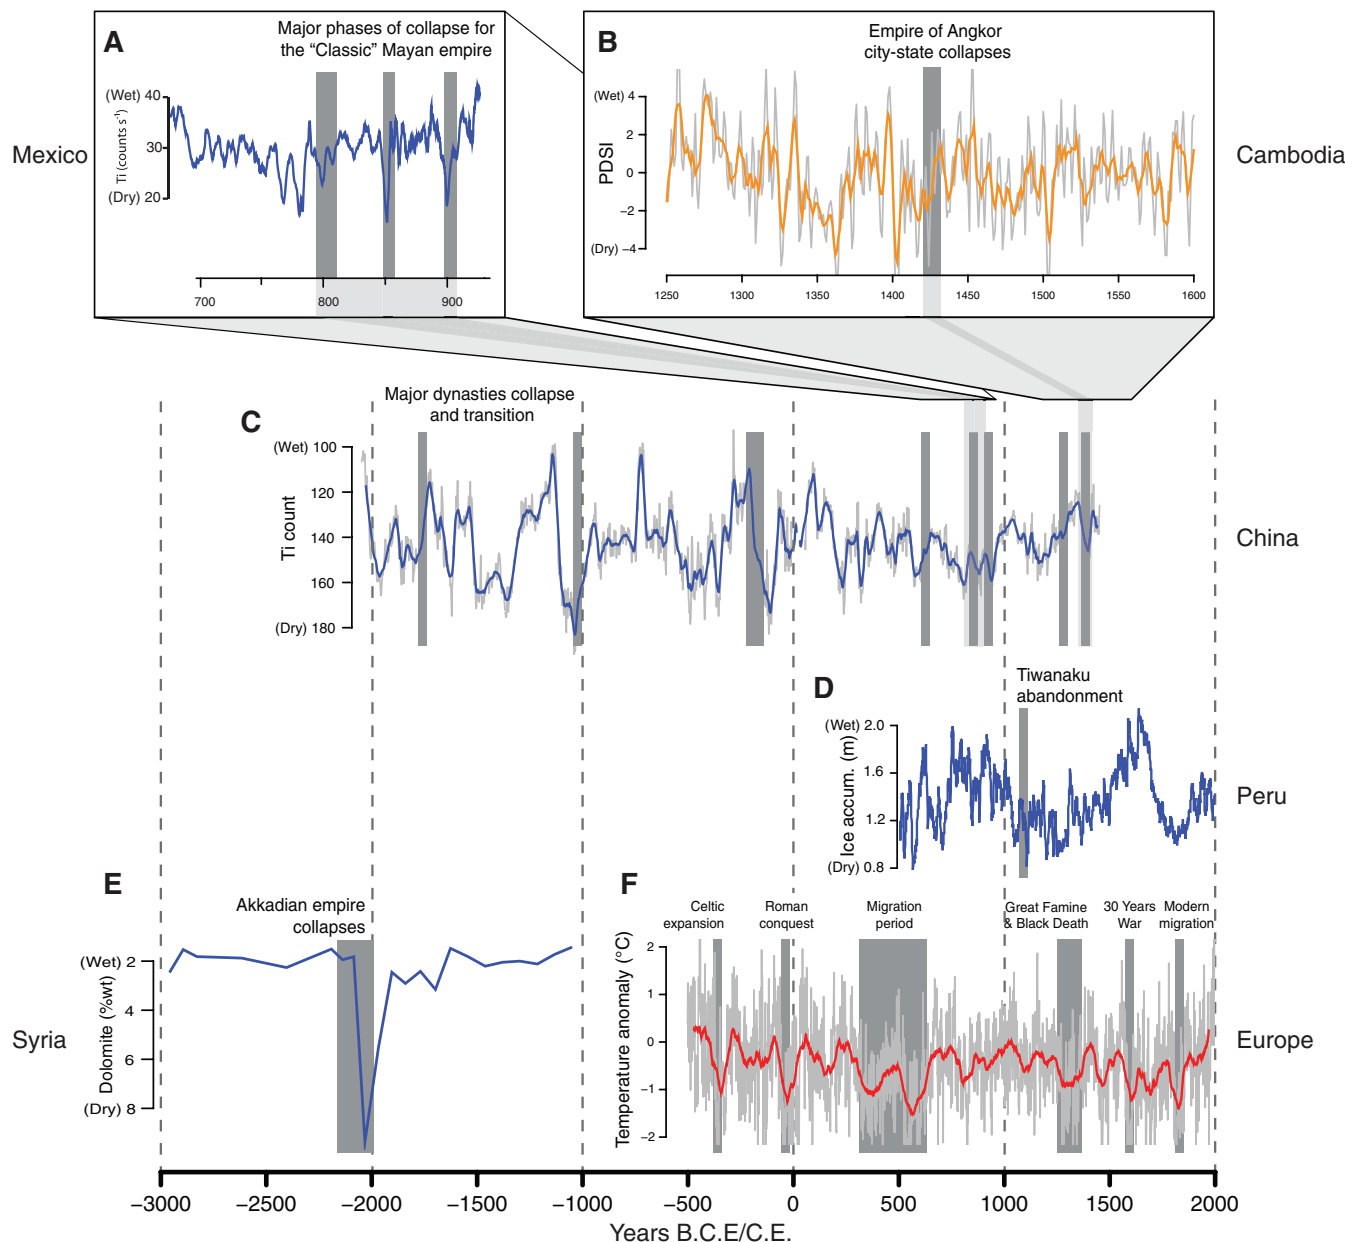 A
Major phases of collapse for
the “Classic” Mayan empire
(Wet) 40
30
(Dry) 20
Ti (counts s⁻¹)
700
800
900
Mexico
B
Empire of Angkor
city-state collapses
(Wet) 4
2
0
−2
(Dry) −4
PDSI
1250
1300
1350
1400
1450
1500
1550
1600
Cambodia
C
Major dynasties collapse
and transition
(Wet) 100
120
140
160
(Dry) 180
Ti count
China
D
Tiwanaku
abandonment
(Wet) 2.0
1.6
1.2
(Dry) 0.8
Ice accum. (m)
Peru
E
Akkadian empire
collapses
(Wet) 2
4
6
(Dry) 8
Dolomite (%wt)
Syria
F
Celtic
expansion
Roman
conquest
Migration
period
Great Famine
& Black Death
30 Years
War
Modern
migration
2
1
0
−1
−2
Temperature anomaly (°C)
Europe
−3000
−2500
−2000
−1500
−1000
−500
0
500
1000
1500
2000
Years B.C.E/C.E.